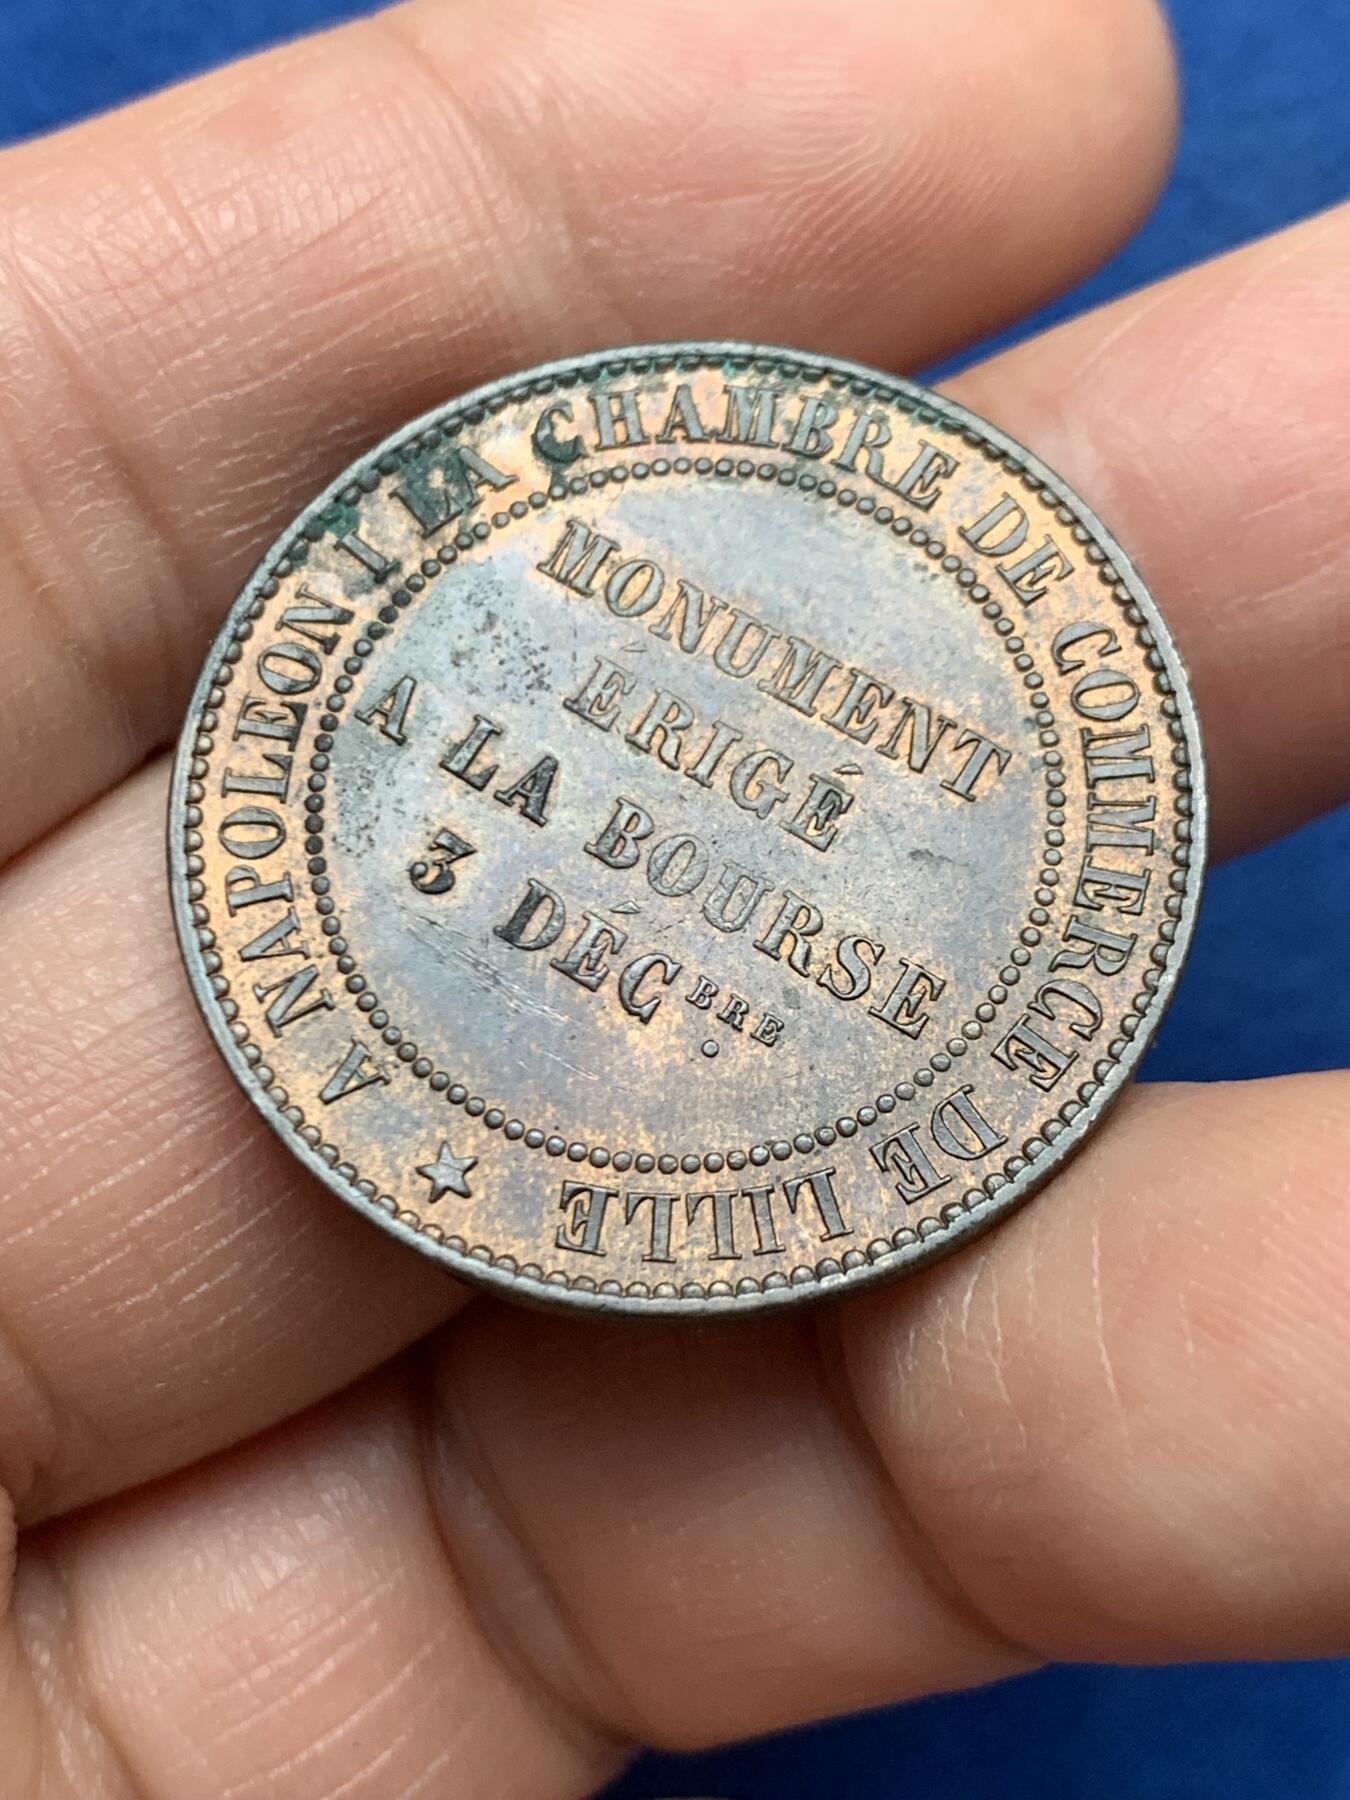 A NAPOLEON I LA CHAMBRE DE COMMERCE DE LILLE
MONUMENT
ÉRIGÉ
A LA BOURSE
3 DÉCBRE.